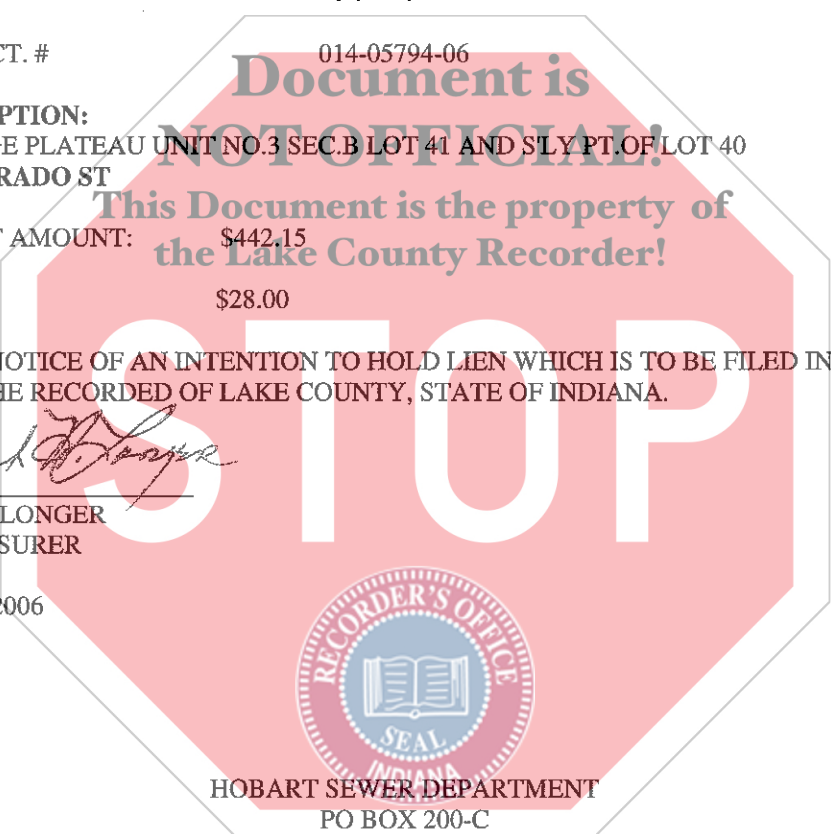 CT. # 014-05794-06
Document is
PTION:
E PLATEAU UNIT NO.3 SEC.B LOT 41 AND S'LY PT.OF LOT 40
NOT OFFICIAL!
RADO ST
This Document is the property of
AMOUNT: $442.15
the Lake County Recorder!
$28.00
STOP
NOTICE OF AN INTENTION TO HOLD LIEN WHICH IS TO BE FILED IN
HE RECORDED OF LAKE COUNTY, STATE OF INDIANA.
LONGER
SURER
2006
RECORDER'S OFFICE
SEAL
INDIANA
HOBART SEWER DEPARTMENT
PO BOX 200-C